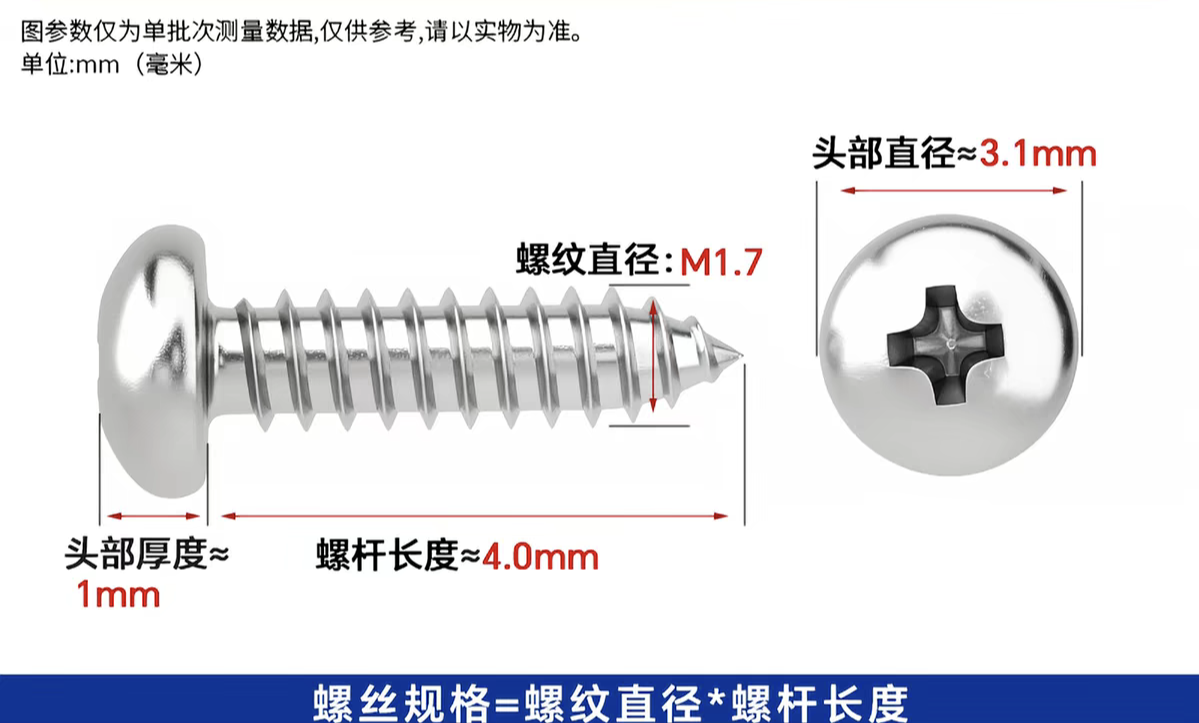 图参数仅为单批次测量数据,仅供参考,请以实物为准。
单位:mm（毫米）
头部直径≈3.1mm
螺纹直径:M1.7
头部厚度≈
1mm
螺杆长度≈4.0mm
螺丝规格=螺纹直径*螺杆长度